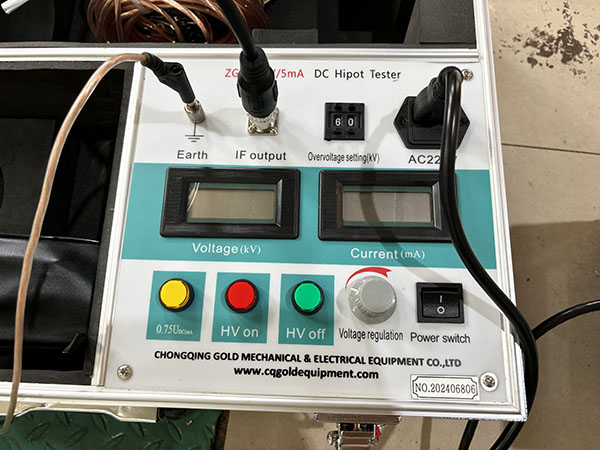 ZG /5mA DC Hipot Tester
60
Earth IF output Overvoltage setting(kV) AC22
Voltage(kV) Current(mA)
I
O
0.75UDC1mA HV on HV off Voltage regulation Power switch
CHONGQING GOLD MECHANICAL & ELECTRICAL EQUIPMENT CO.,LTD
www.cqgoldequipment.com
NO.202406806